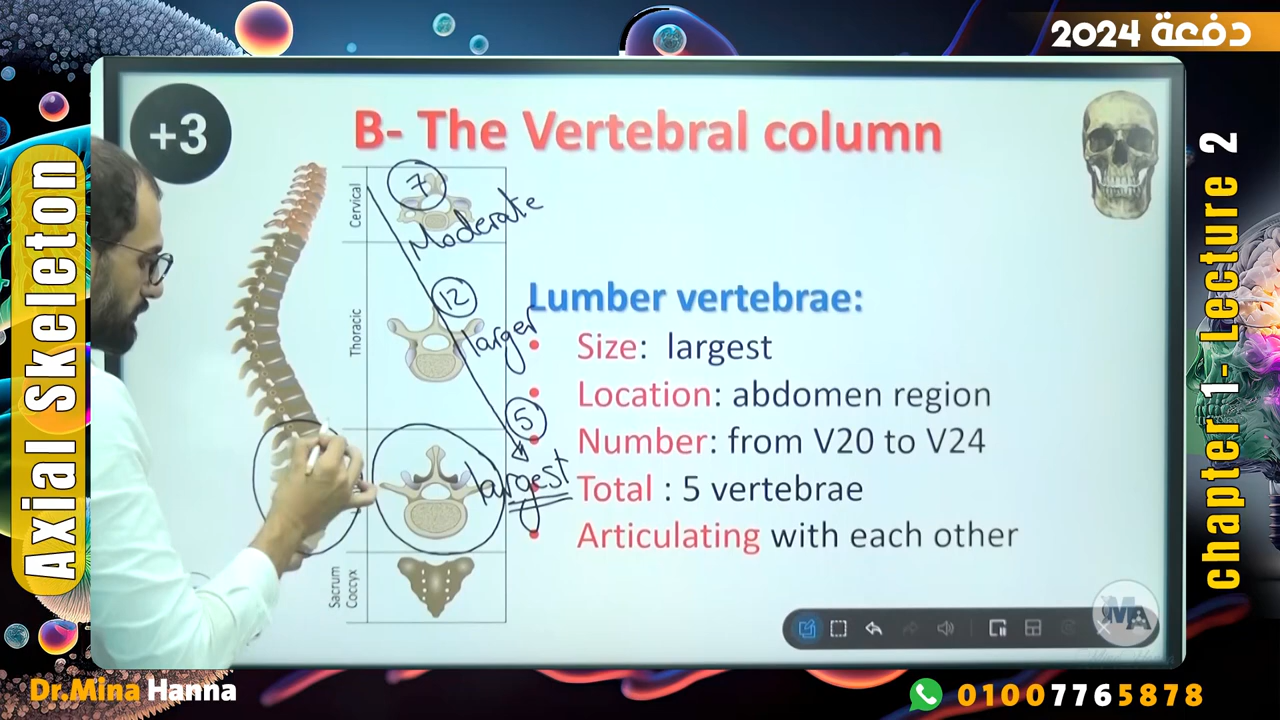 دفعة 2024
+3
B- The Vertebral column
Axial Skeleton
chapter 1- Lecture 2
Cervical
7
Moderate
Thoracic
12
larger
5
largest
Sacrum
Coccyx
Lumber vertebrae:
• Size: largest
• Location: abdomen region
• Number: from V20 to V24
• Total : 5 vertebrae
• Articulating with each other
MA
Dr.Mina Hanna
01007765878